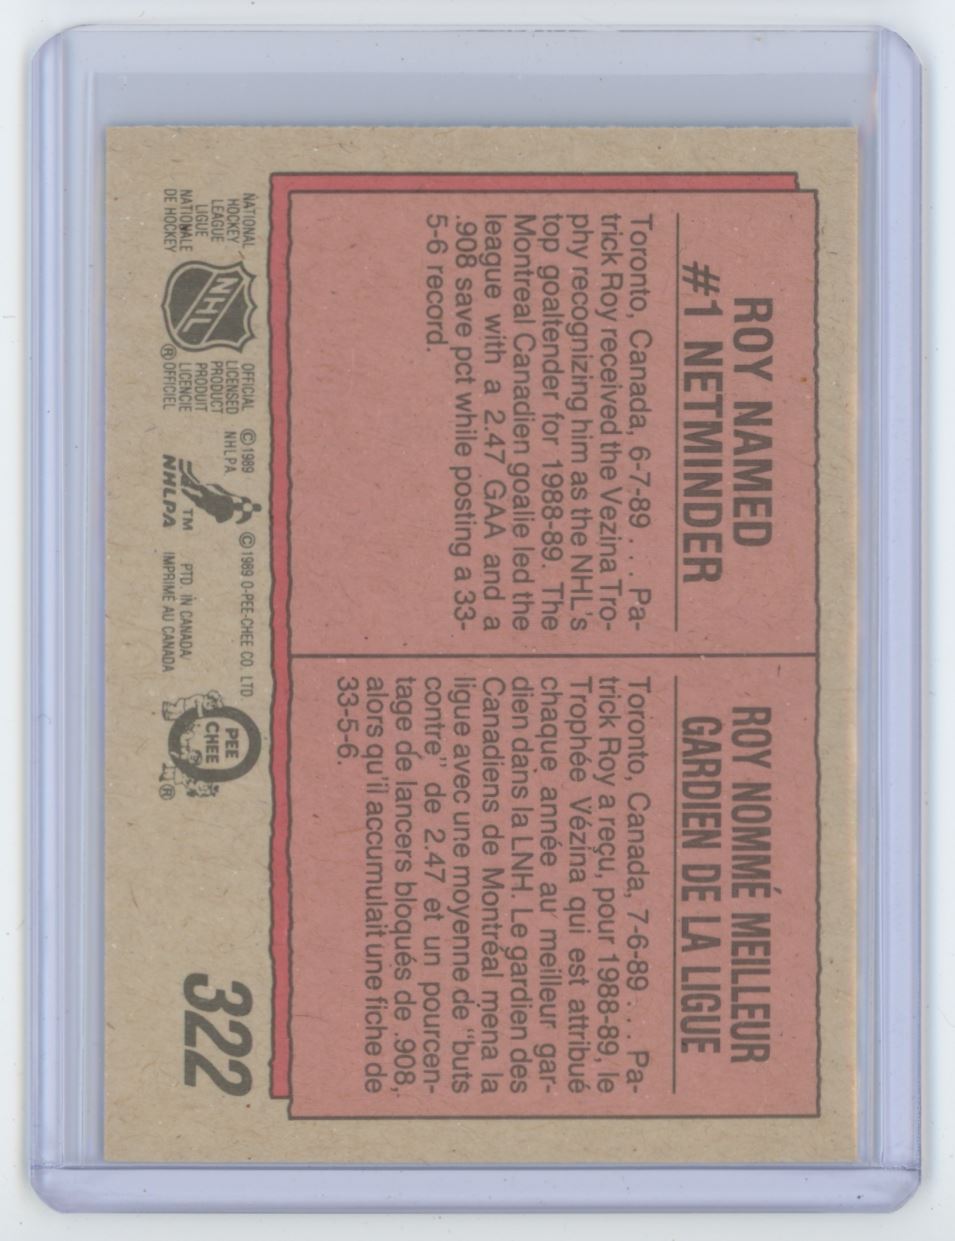 ROY NAMED
#1 NETMINDER
Toronto, Canada, 6-7-89 . . . Pa-
trick Roy received the Vezina Tro-
phy recognizing him as the NHL's
top goaltender for 1988-89. The
Montreal Canadien goalie led the
league with a 2.47 GAA and a
.908 save pct while posting a 33-
5-6 record.
ROY NOMMÉ MEILLEUR
GARDIEN DE LA LIGUE
Toronto, Canada, 7-6-89 . . . Pa-
trick Roy a reçu, pour 1988-89, le
Trophée Vézina qui est attribué
chaque année au meilleur gar-
dien dans la LNH. Le gardien des
Canadiens de Montréal mena la
ligue avec une moyenne de "buts
contre" de 2.47 et un pourcen-
tage de lancers bloqués de .908,
alors qu'il accumulait une fiche de
33-5-6.
NATIONAL
HOCKEY
LEAGUE
LIGUE
NATIONALE
DE HOCKEY
NHL
®
OFFICIAL
LICENSED
PRODUCT
PRODUIT
LICENCIÉ
OFFICIEL
©1989
NHLPA
NHLPA
TM
©1989 O-PEE-CHEE CO. LTD
PTD. IN CANADA
IMPRIMÉ AU CANADA
PEE
CHEE
®
322